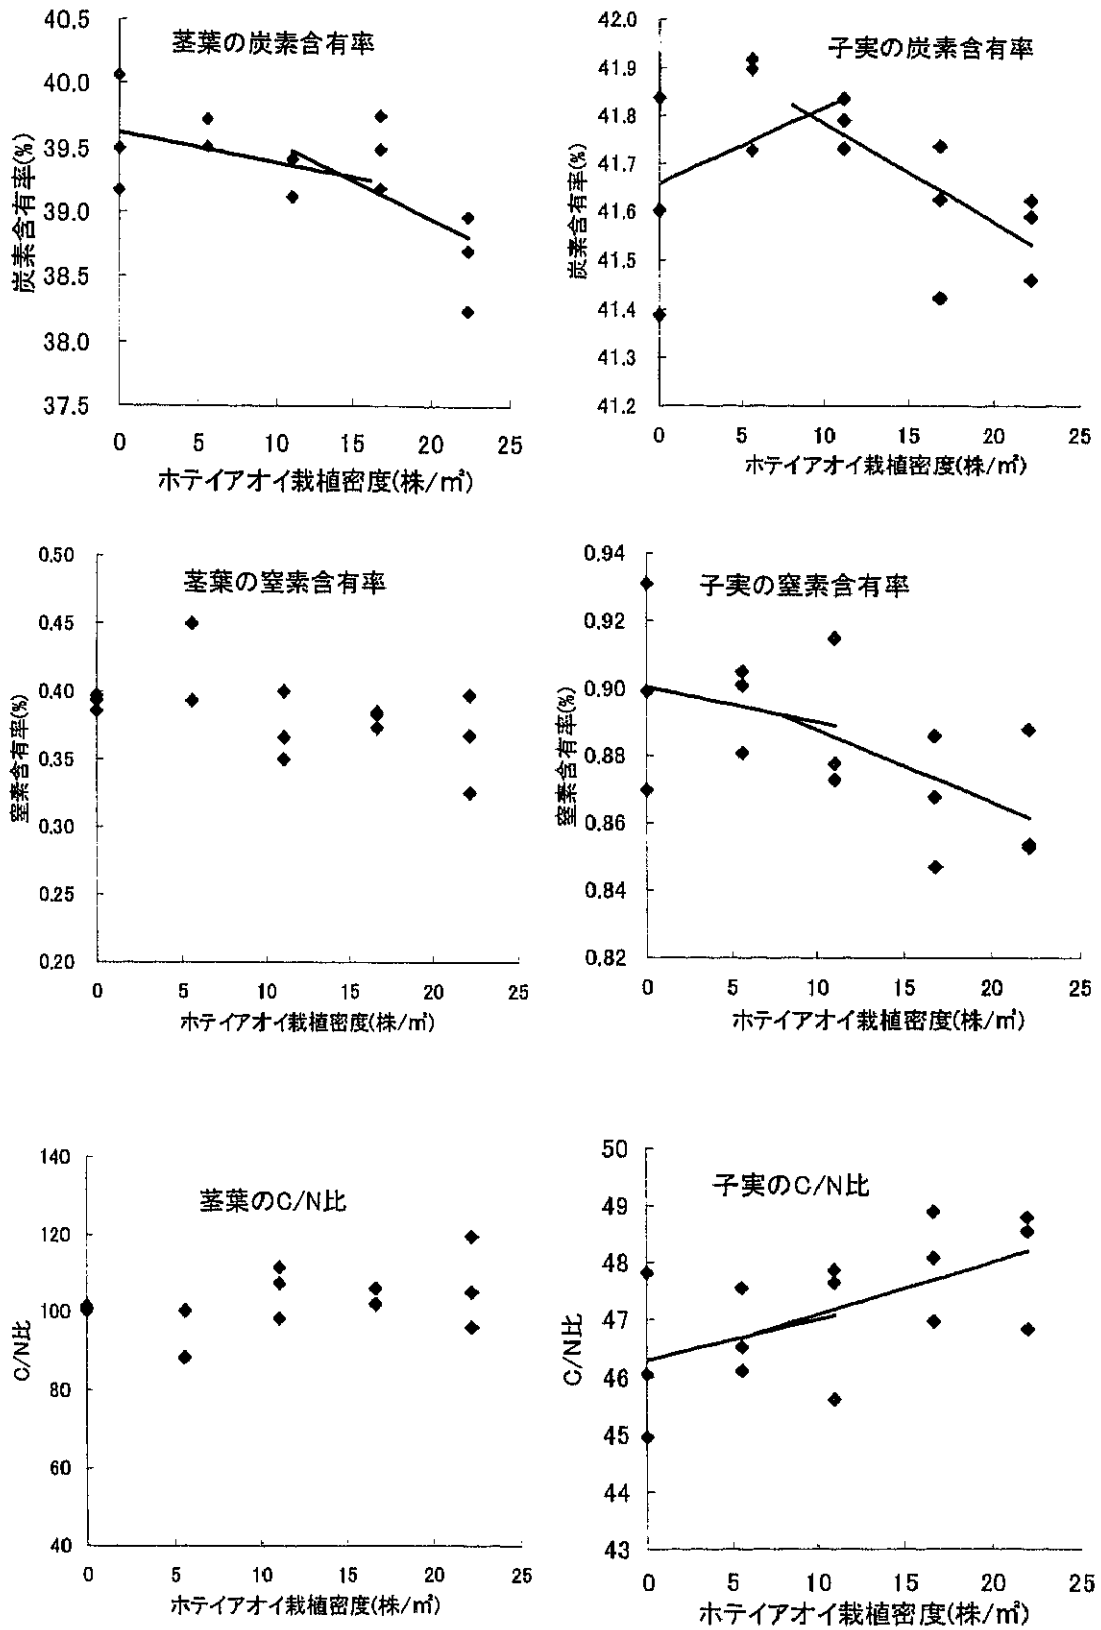 茎葉の炭素含有率
炭素含有率(%)
40.5
40.0
39.5
39.0
38.5
38.0
37.5
0 5 10 15 20 25
ホテイアオイ栽植密度(株/㎡)
子実の炭素含有率
炭素含有率(%)
42.0
41.9
41.8
41.7
41.6
41.5
41.4
41.3
41.2
0 5 10 15 20 25
ホテイアオイ栽植密度(株/㎡)
茎葉の窒素含有率
窒素含有率(%)
0.50
0.45
0.40
0.35
0.30
0.25
0.20
0 5 10 15 20 25
ホテイアオイ栽植密度(株/㎡)
子実の窒素含有率
窒素含有率(%)
0.94
0.92
0.90
0.88
0.86
0.84
0.82
0 5 10 15 20 25
ホテイアオイ栽植密度(株/㎡)
茎葉のC/N比
C/N比
140
120
100
80
60
40
0 5 10 15 20 25
ホテイアオイ栽植密度(株/㎡)
子実のC/N比
C/N比
50
49
48
47
46
45
44
43
0 5 10 15 20 25
ホテイアオイ栽植密度(株/㎡)